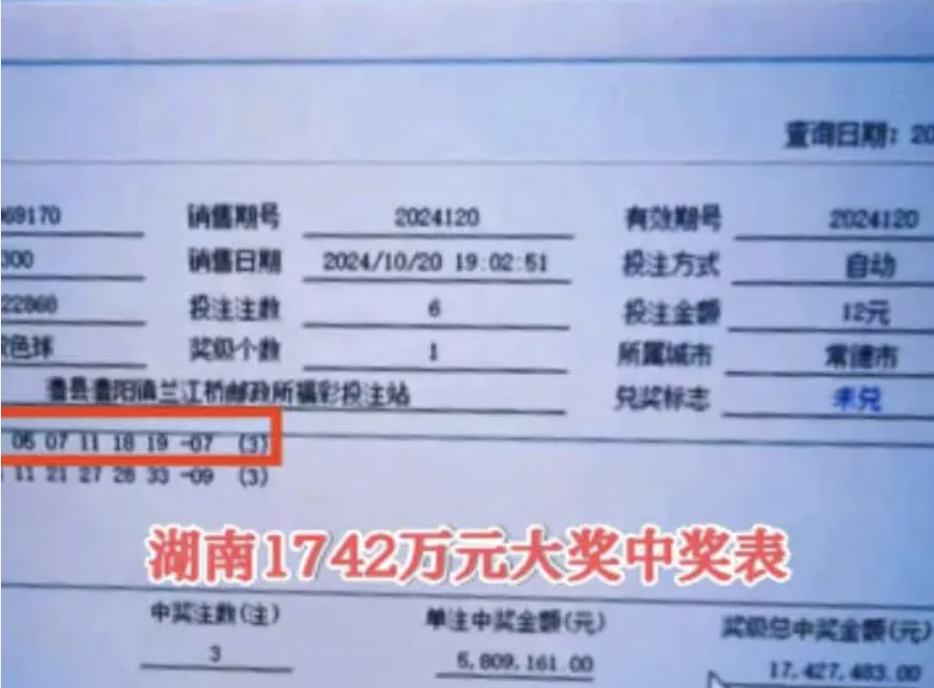 查询日期：20
69170 销售期号 2024120 有效期号 2024120
300 销售日期 2024/10/20 19:02:51 投注方式 自动
22868 投注注数 6 投注金额 12元
色球 奖级个数 1 所属城市 常德市
澧县澧阳镇兰江桥邮政所福彩投注站 兑奖标志 未兑
05 07 11 18 19 -07 (3)
11 21 27 28 33 -09 (3)
湖南1742万元大奖中奖表
中奖注数(注) 单注中奖金额(元) 奖级总中奖金额(元)
3 5,809,161.00 17,427,483.00